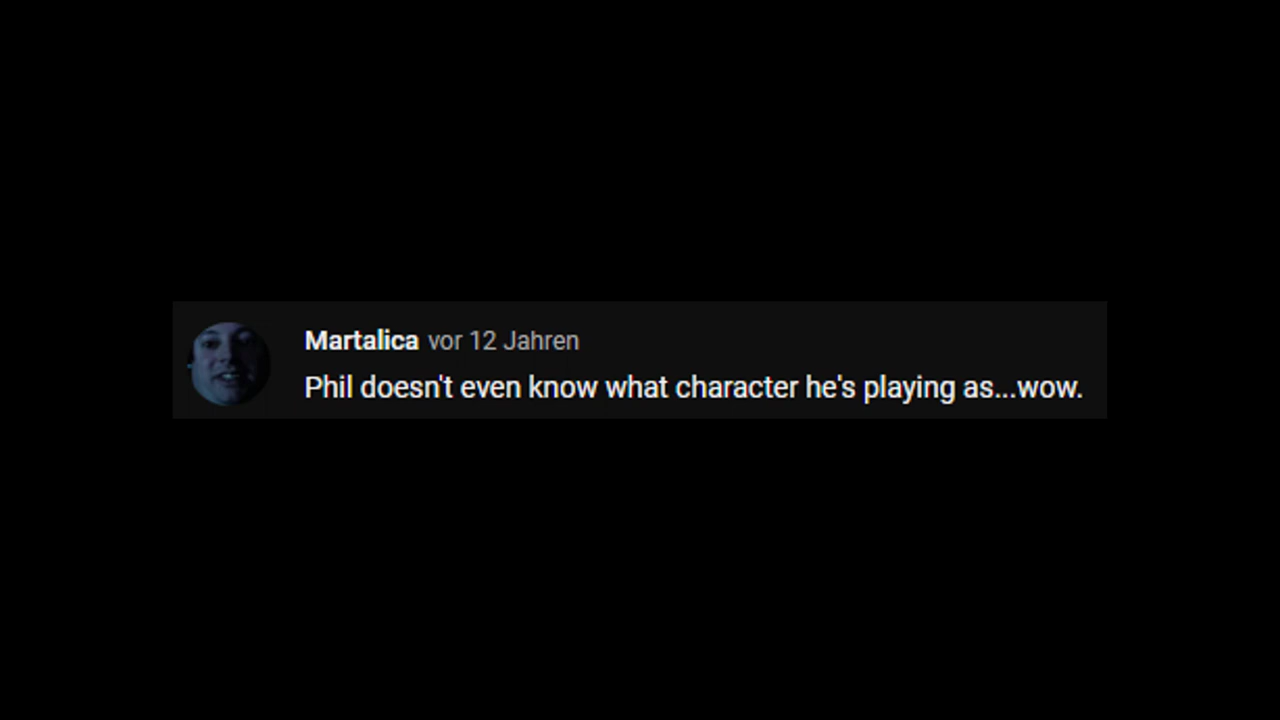 Martalica vor 12 Jahren
Phil doesn't even know what character he's playing as...wow.